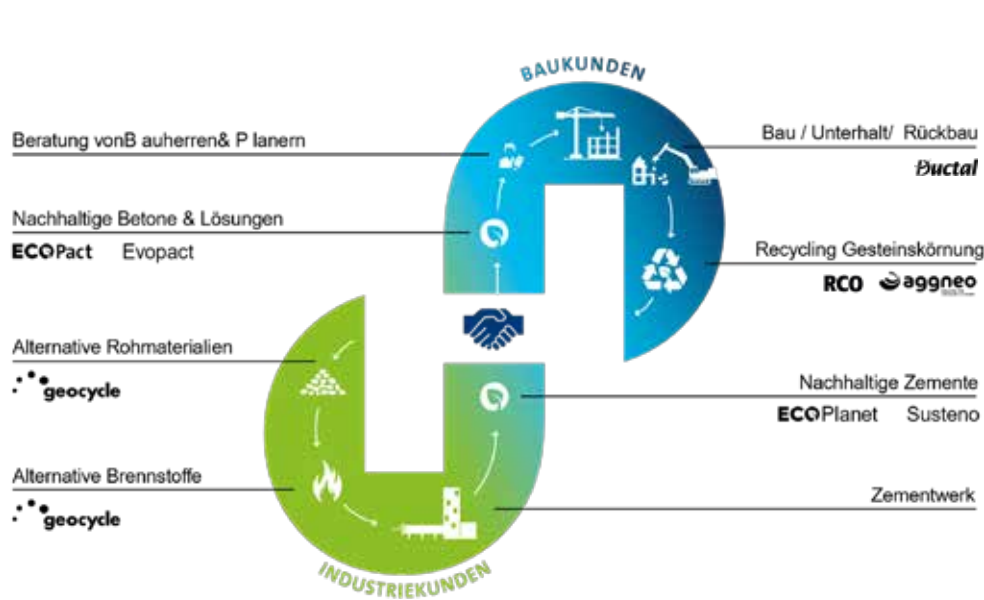 BAUKUNDEN
Beratung vonB auherren& P lanern
Bau / Unterhalt/ Rückbau
Ductal
Nachhaltige Betone & Lösungen
ECOPact Evopact
Recycling Gesteinskörnung
RCO aggneo
Alternative Rohmaterialien
geocycle
Nachhaltige Zemente
ECOPlanet Susteno
Alternative Brennstoffe
geocycle
Zementwerk
INDUSTRIEKUNDEN